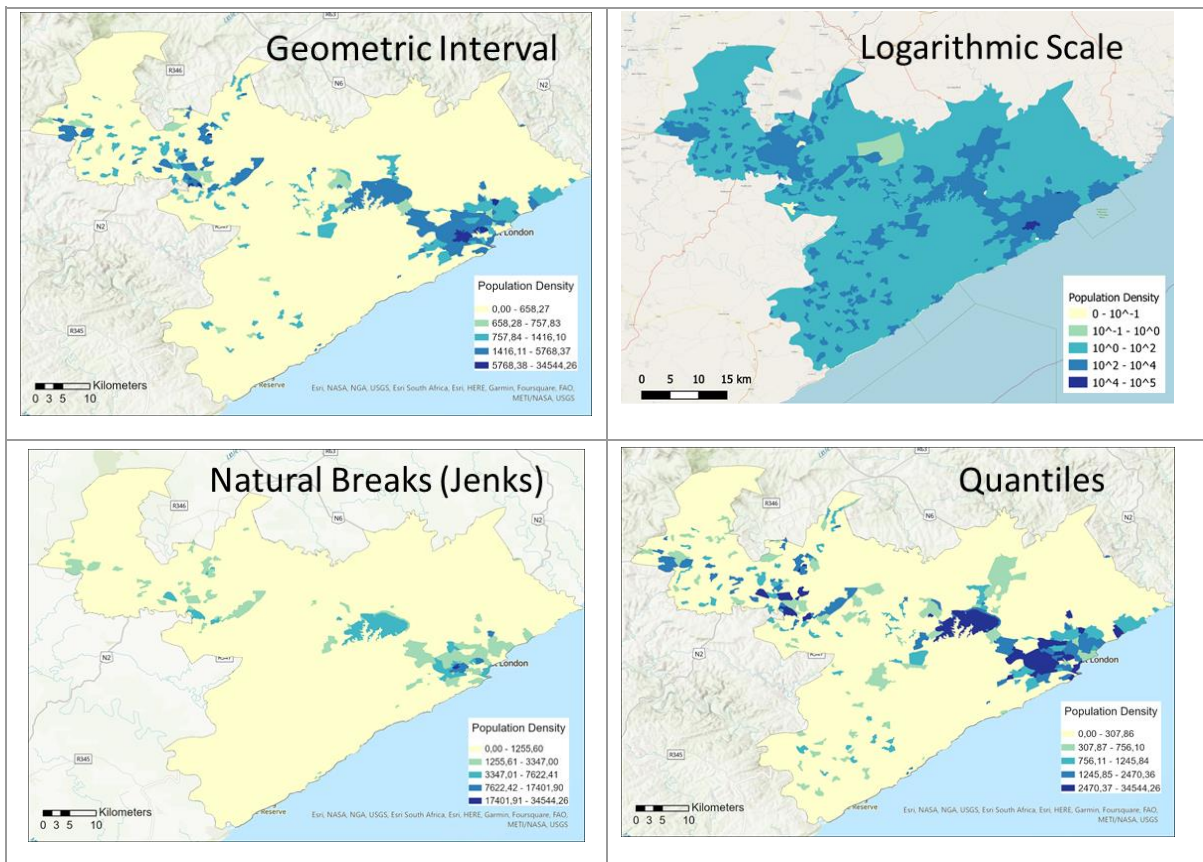 Geometric Interval
R63
R346
N6
N2
N2
R347
R345
London
Reserve
Population Density
0,00 - 658,27
658,28 - 757,83
757,84 - 1416,10
1416,11 - 5768,37
5768,38 - 34544,26
Kilometers
0 3 5 10
Esri, NASA, NGA, USGS, Esri South Africa, Esri, HERE, Garmin, Foursquare, FAO,
METI/NASA, USGS
Logarithmic Scale
Population Density
0 - 10^-1
10^-1 - 10^0
10^0 - 10^2
10^2 - 10^4
10^4 - 10^5
0 5 10 15 km
Natural Breaks (Jenks)
R63
R346
N6
N2
N2
R347
R345
London
Reserve
Population Density
0,00 - 1255,60
1255,61 - 3347,00
3347,01 - 7622,41
7622,42 - 17401,90
17401,91 - 34544,26
Kilometers
0 3 5 10
Esri, NASA, NGA, USGS, Esri South Africa, Esri, HERE, Garmin, Foursquare, FAO,
METI/NASA, USGS
Quantiles
R63
R346
N6
N2
N2
R347
R345
London
Reserve
Population Density
0,00 - 307,86
307,87 - 756,10
756,11 - 1245,84
1245,85 - 2470,36
2470,37 - 34544,26
Kilometers
0 3 5 10
Esri, NASA, NGA, USGS, Esri South Africa, Esri, HERE, Garmin, Foursquare, FAO,
METI/NASA, USGS